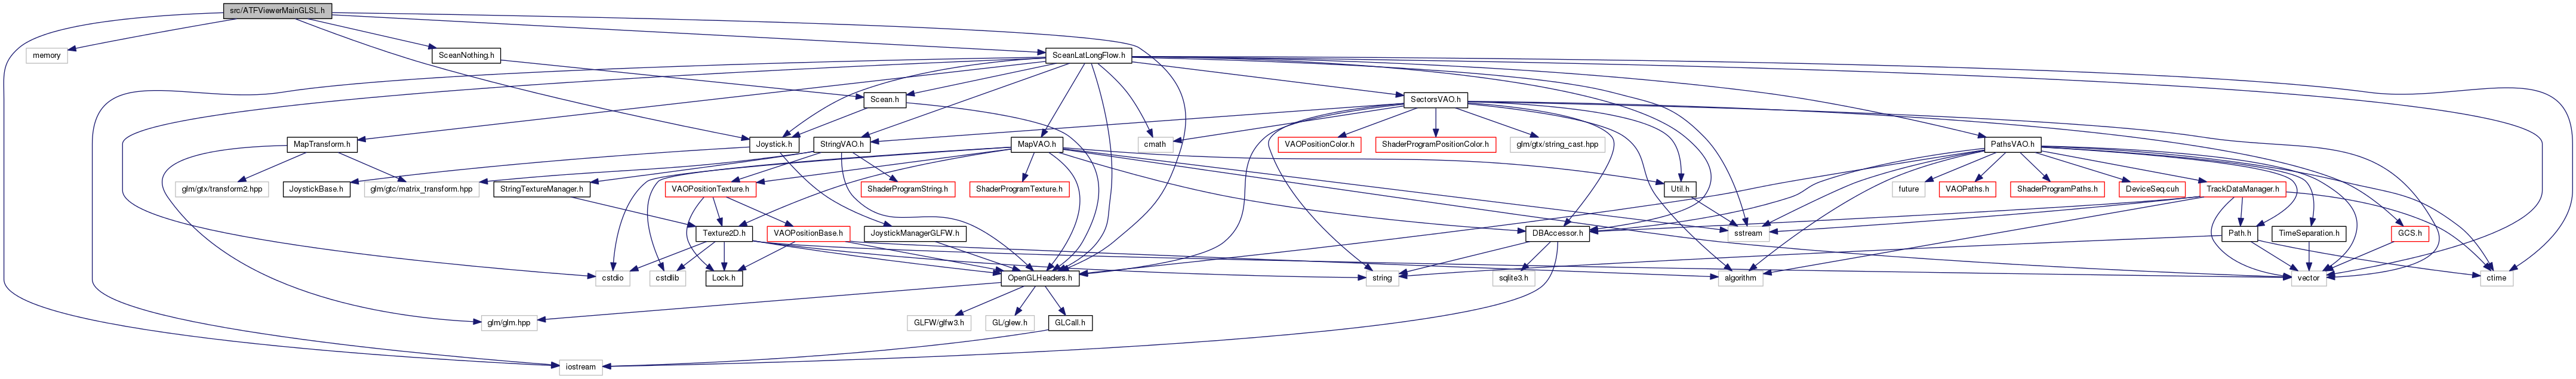 src/ATFViewerMainGLSL.h
memory
SceanNothing.h
SceanLatLongFlow.h
Scean.h
SectorsVAO.h
MapTransform.h
Joystick.h
StringVAO.h
MapVAO.h
cmath
VAOPositionColor.h
ShaderProgramPositionColor.h
glm/gtx/string_cast.hpp
PathsVAO.h
glm/gtx/transform2.hpp
JoystickBase.h
glm/gtc/matrix_transform.hpp
StringTextureManager.h
VAOPositionTexture.h
ShaderProgramString.h
ShaderProgramTexture.h
Util.h
future
VAOPaths.h
ShaderProgramPaths.h
DeviceSeq.cuh
TrackDataManager.h
Texture2D.h
VAOPositionBase.h
JoystickManagerGLFW.h
DBAccessor.h
sstream
Path.h
TimeSeparation.h
GCS.h
cstdio
cstdlib
Lock.h
OpenGLHeaders.h
string
sqlite3.h
algorithm
vector
ctime
glm/glm.hpp
GLFW/glfw3.h
GL/glew.h
GLCall.h
iostream